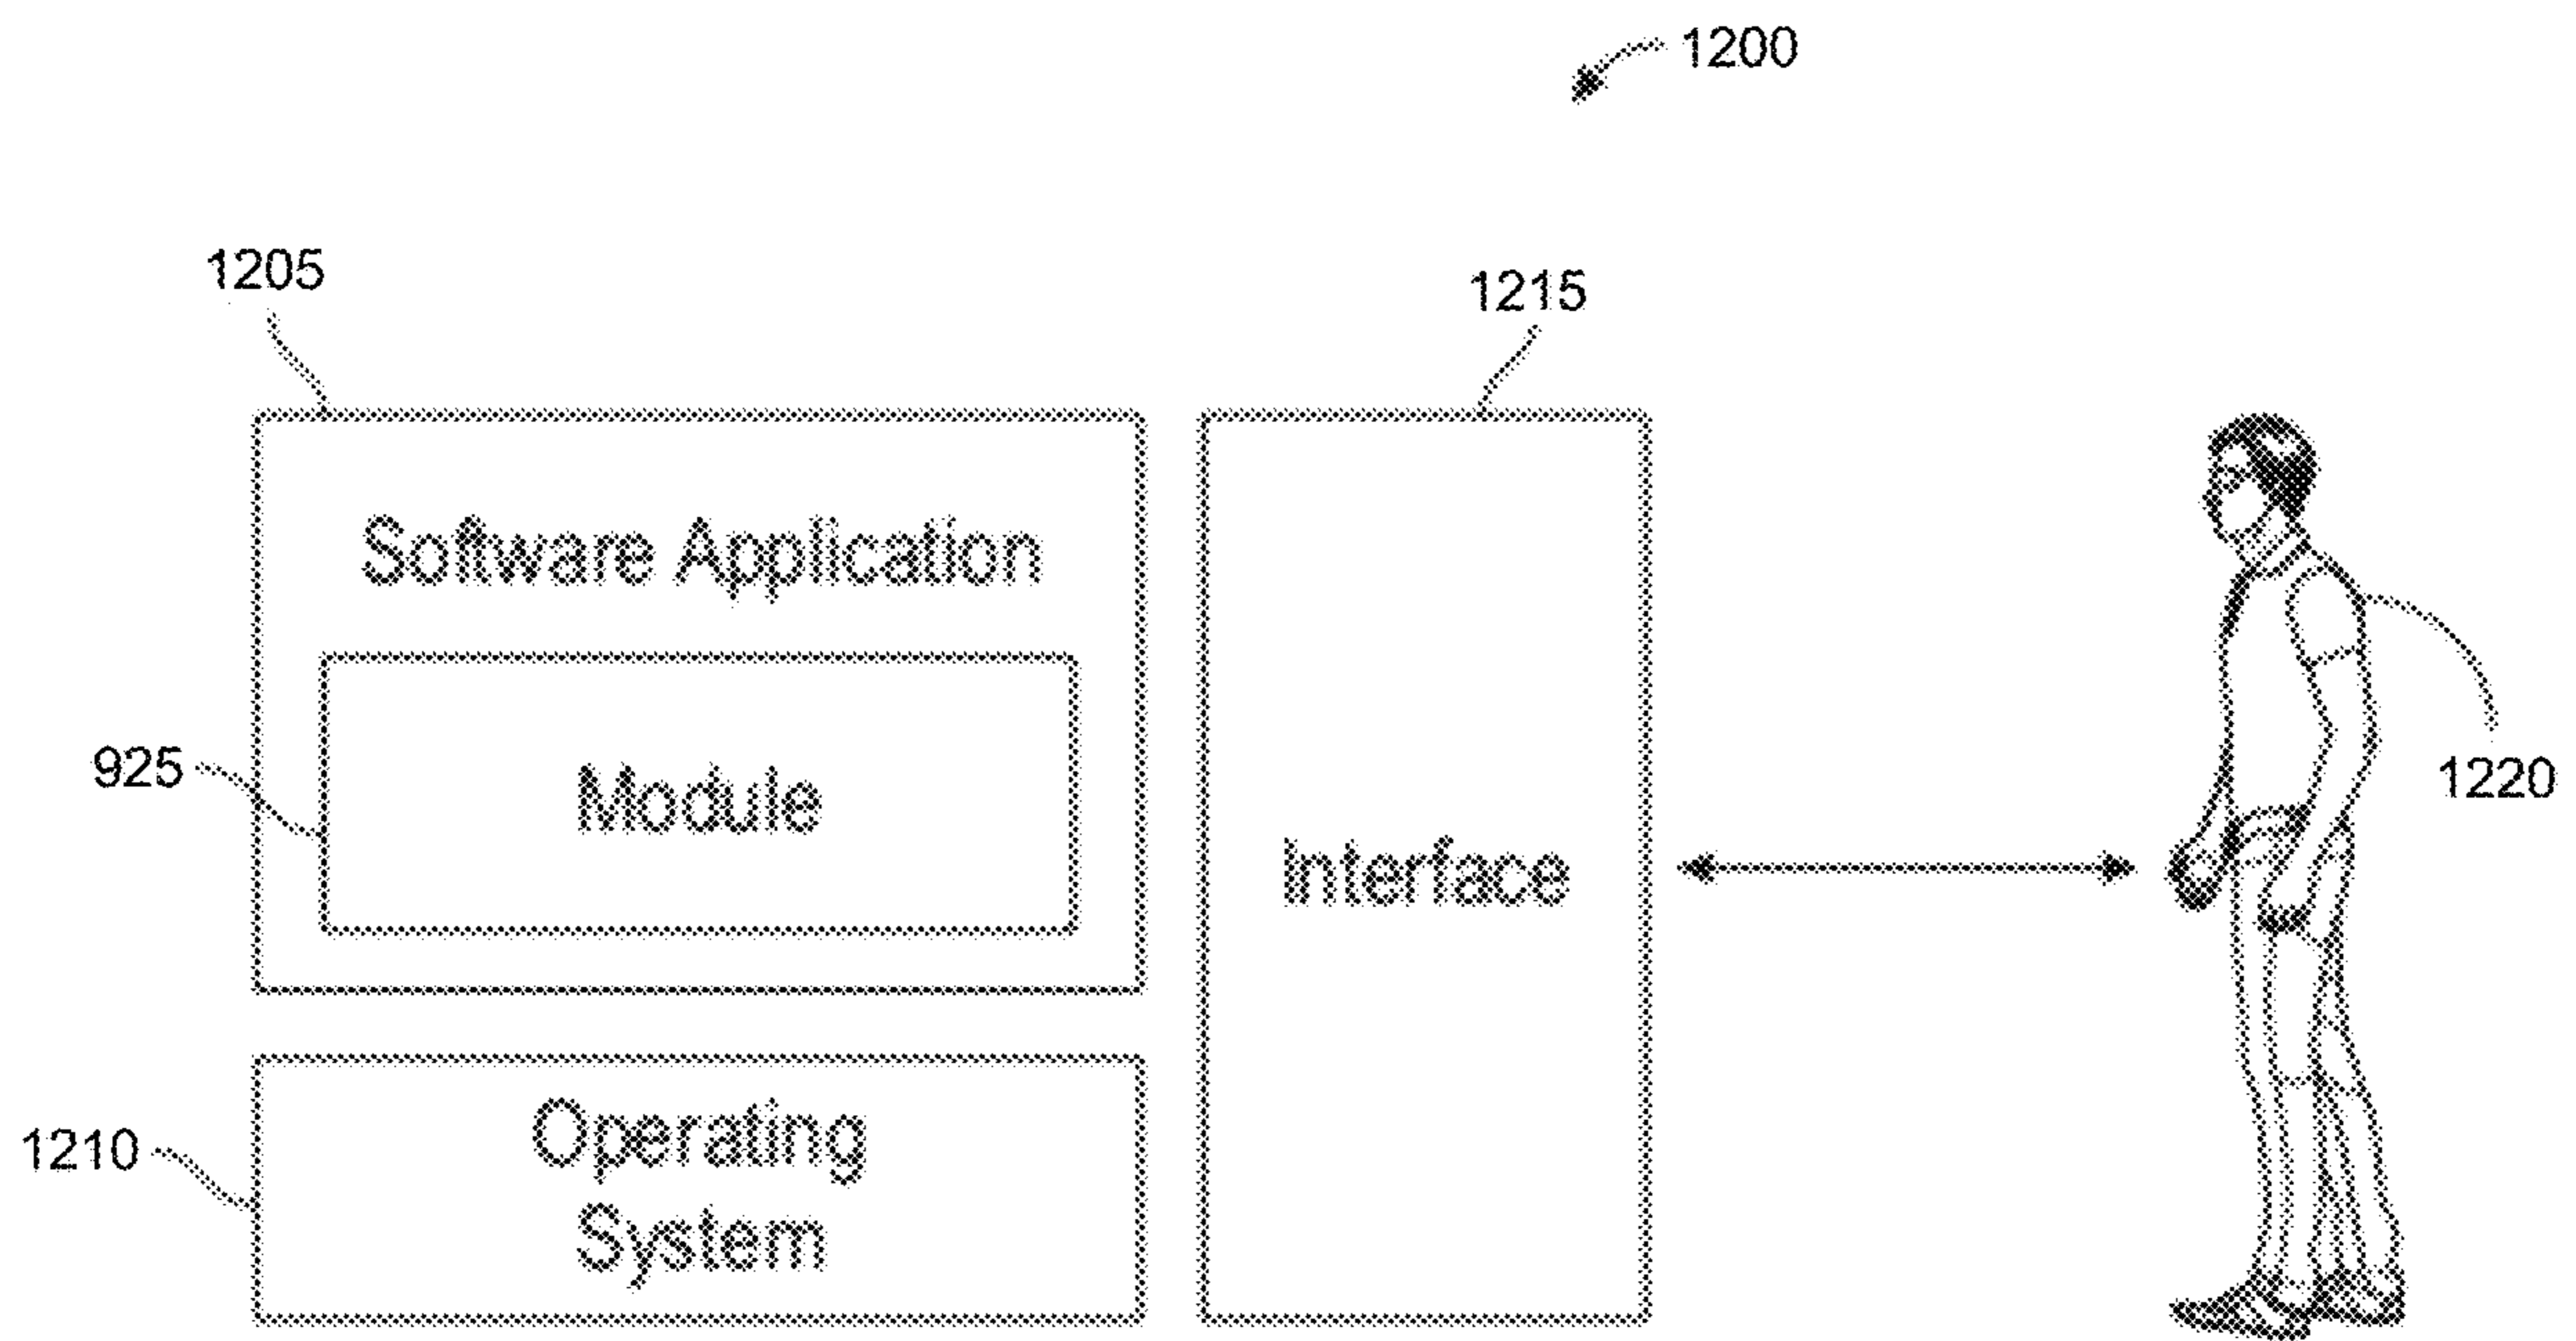 1200
1205
1215
Software Application
925
Module
1220
Interface
1210
Operating
System